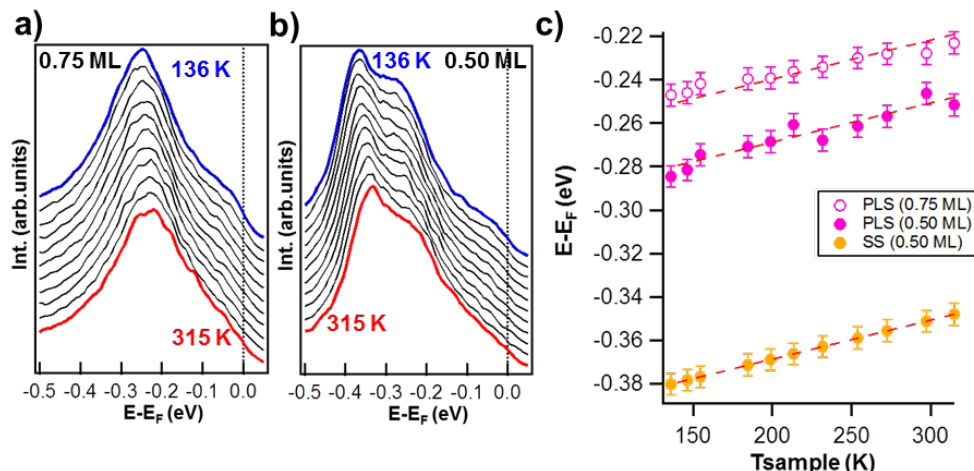 a)
0.75 ML
136 K
315 K
Int. (arb.units)
-0.5 -0.4 -0.3 -0.2 -0.1 0.0
E-EF (eV)
b)
136 K
0.50 ML
315 K
Int. (arb.units)
-0.5 -0.4 -0.3 -0.2 -0.1 0.0
E-EF (eV)
c)
-0.22
-0.24
-0.26
-0.28
-0.30
-0.34
-0.36
-0.38
E-EF (eV)
PLS (0.75 ML)
PLS (0.50 ML)
SS (0.50 ML)
150 200 250 300
Tsample (K)